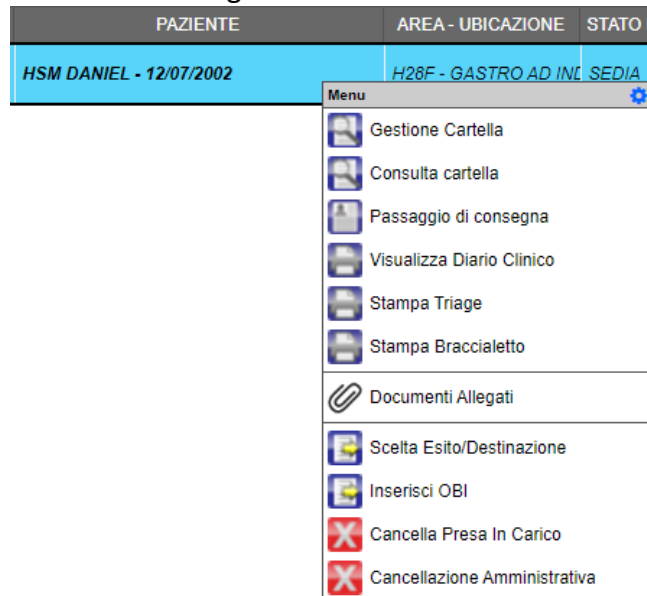 PAZIENTE AREA - UBICAZIONE STATO
HSM DANIEL - 12/07/2002 H28F - GASTRO AD IND SEDIA
Menu
Gestione Cartella
Consulta cartella
Passaggio di consegna
Visualizza Diario Clinico
Stampa Triage
Stampa Braccialetto
Documenti Allegati
Scelta Esito/Destinazione
Inserisci OBI
Cancella Presa In Carico
Cancellazione Amministrativa